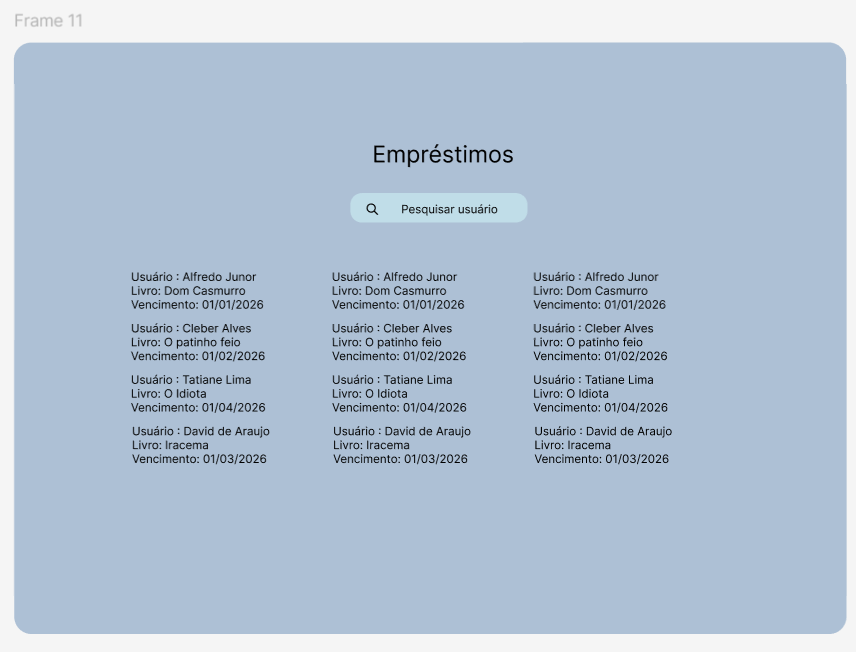 Frame 11
Empréstimos
Pesquisar usuário
Usuário : Alfredo Junor
Livro: Dom Casmurro
Vencimento: 01/01/2026
Usuário : Cleber Alves
Livro: O patinho feio
Vencimento: 01/02/2026
Usuário : Tatiane Lima
Livro: O Idiota
Vencimento: 01/04/2026
Usuário : David de Araujo
Livro: Iracema
Vencimento: 01/03/2026
Usuário : Alfredo Junor
Livro: Dom Casmurro
Vencimento: 01/01/2026
Usuário : Cleber Alves
Livro: O patinho feio
Vencimento: 01/02/2026
Usuário : Tatiane Lima
Livro: O Idiota
Vencimento: 01/04/2026
Usuário : David de Araujo
Livro: Iracema
Vencimento: 01/03/2026
Usuário : Alfredo Junor
Livro: Dom Casmurro
Vencimento: 01/01/2026
Usuário : Cleber Alves
Livro: O patinho feio
Vencimento: 01/02/2026
Usuário : Tatiane Lima
Livro: O Idiota
Vencimento: 01/04/2026
Usuário : David de Araujo
Livro: Iracema
Vencimento: 01/03/2026